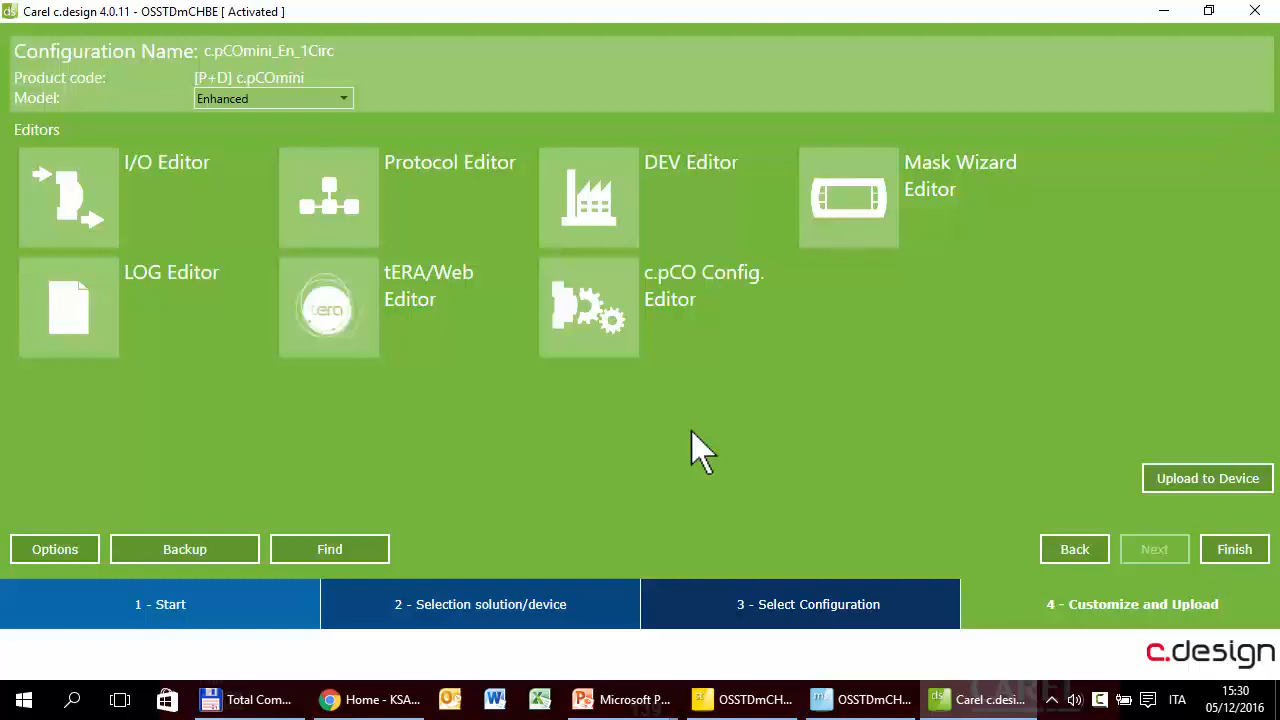 Carel c.design 4.0.11 - OSSTDmCHBE [ Activated ]
Configuration Name: c.pCOmini_En_1Circ
Product code: [P+D] c.pCOmini
Model: Enhanced
Editors
I/O Editor
Protocol Editor
DEV Editor
Mask Wizard
Editor
LOG Editor
tera
tERA/Web
Editor
c.pCO Config.
Editor
Upload to Device
Options Backup Find Back Next Finish
1 - Start 2 - Selection solution/device 3 - Select Configuration 4 - Customize and Upload
c.design
Total Com... Home - KSA... Microsoft P... OSSTDmCH... OSSTDmCH... Carel c.desi... ITA
15:30
05/12/2016